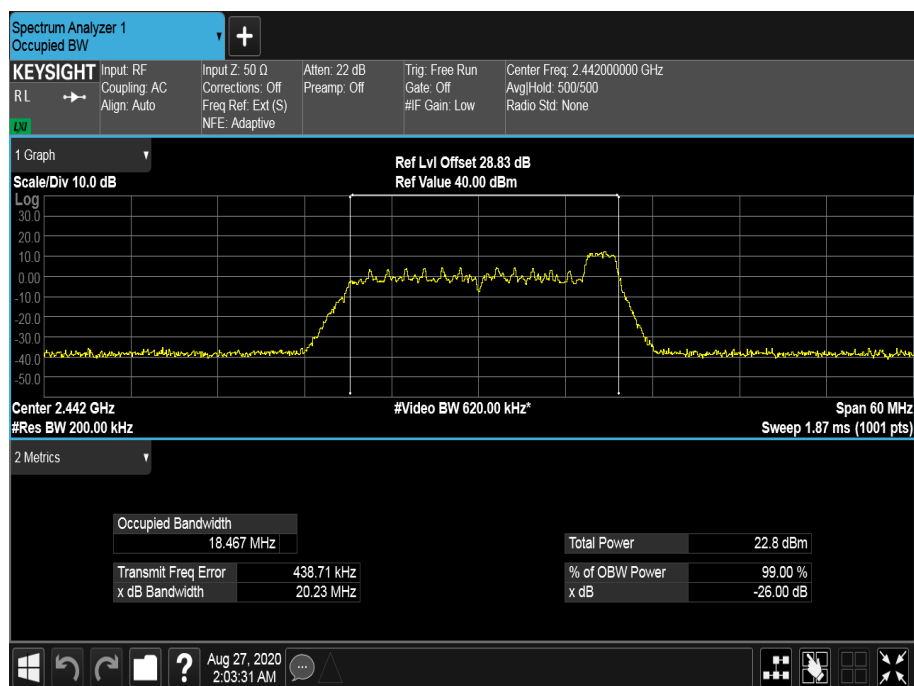 Spectrum Analyzer 1
Occupied BW
KEYSIGHT
RL
LXI
Input: RF
Coupling: AC
Align: Auto
Input Z: 50 Ω
Corrections: Off
Freq Ref: Ext (S)
NFE: Adaptive
Atten: 22 dB
Preamp: Off
Trig: Free Run
Gate: Off
#IF Gain: Low
Center Freq: 2.442000000 GHz
Avg|Hold: 500/500
Radio Std: None
1 Graph
Scale/Div 10.0 dB
Ref Lvl Offset 28.83 dB
Ref Value 40.00 dBm
Log
30.0
20.0
10.0
0.00
-10.0
-20.0
-30.0
-40.0
-50.0
Center 2.442 GHz
#Video BW 620.00 kHz*
Span 60 MHz
#Res BW 200.00 kHz
Sweep 1.87 ms (1001 pts)
2 Metrics
Occupied Bandwidth
18.467 MHz
Total Power 22.8 dBm
Transmit Freq Error 438.71 kHz
% of OBW Power 99.00 %
x dB Bandwidth 20.23 MHz
x dB -26.00 dB
?
Aug 27, 2020
2:03:31 AM